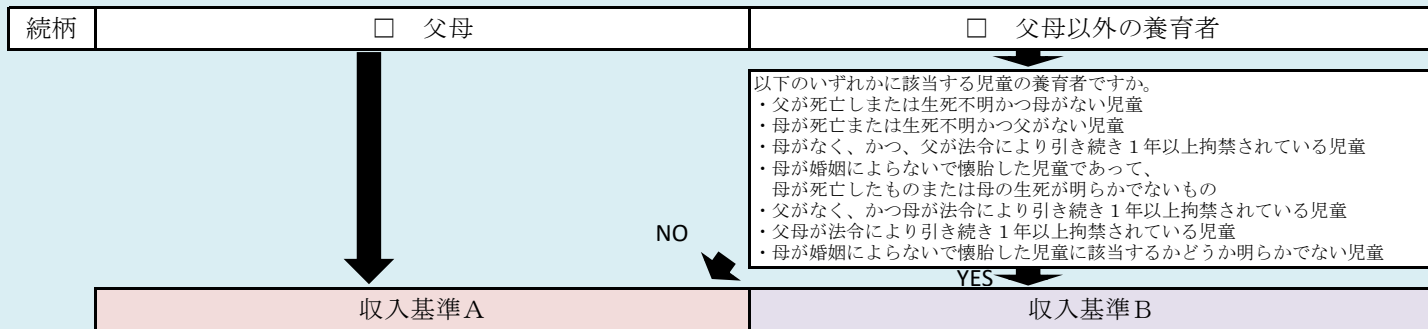 続柄
□ 父母
□ 父母以外の養育者
以下のいずれかに該当する児童の養育者ですか。
・父が死亡しまたは生死不明かつ母がない児童
・母が死亡または生死不明かつ父がない児童
・母がなく、かつ、父が法令により引き続き１年以上拘禁されている児童
・母が婚姻によらないで懐胎した児童であって、
母が死亡したものまたは母の生死が明らかでないもの
・父がなく、かつ母が法令により引き続き１年以上拘禁されている児童
・父母が法令により引き続き１年以上拘禁されている児童
・母が婚姻によらないで懐胎した児童に該当するかどうか明らかでない児童
NO
YES
収入基準Ａ
収入基準Ｂ